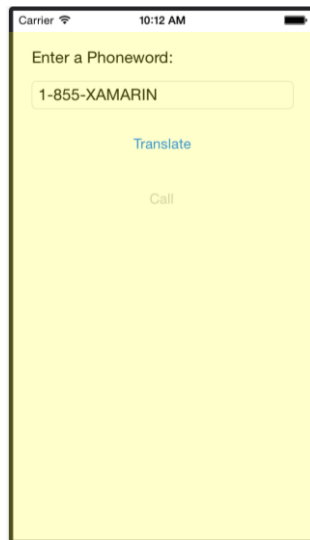 Carrier 10:12 AM
Enter a Phoneword:
1-855-XAMARIN
Translate
Call